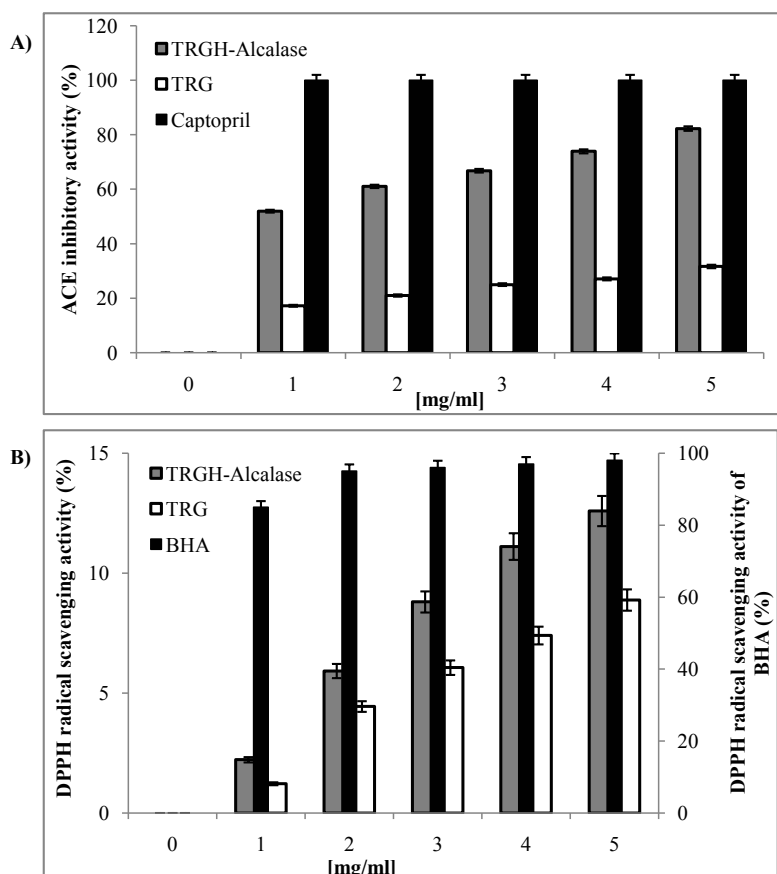 A)
ACE inhibitory activity (%)
120
100
80
60
40
20
0
TRGH-Alcalase
TRG
Captopril
0 1 2 3 4 5
[mg/ml]
B)
DPPH radical scavenging activity (%)
15
10
5
0
TRGH-Alcalase
TRG
BHA
100
80
60
40
20
0
DPPH radical scavenging activity of
BHA (%)
0 1 2 3 4 5
[mg/ml]